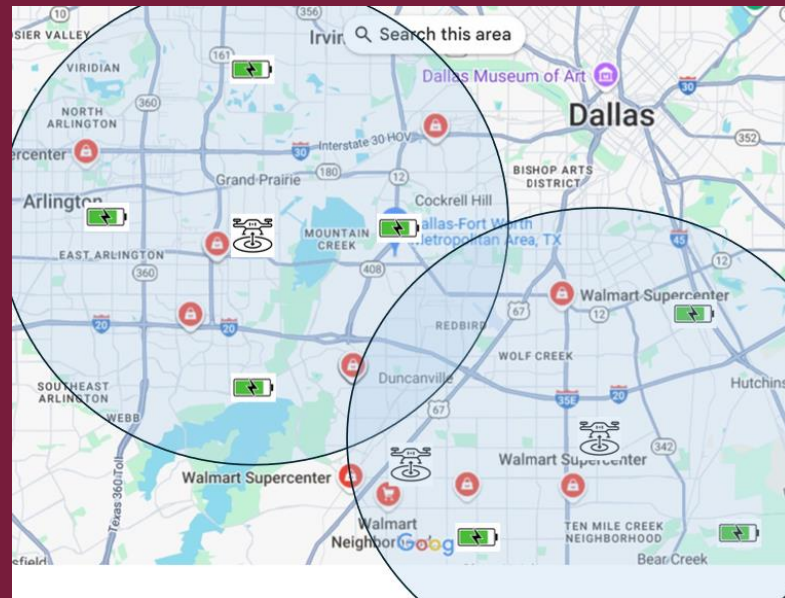 OSIER VALLEY
10
356
Irvin
Search this area
VIRIDIAN
161
Dallas Museum of Art
30
360
Dallas
NORTH
ARLINGTON
Interstate 30 HOV
352
ercenter
30
180
12
BISHOP ARTS
DISTRICT
Grand Prairie
Arlington
Cockrell Hill
MOUNTAIN
CREEK
allas-Fort Worth
Metropolitan Area, TX
45
12
EAST ARLINGTON
360
408
67
Walmart Supercenter
12
20
20
REDBIRD
WOLF CREEK
SOUTHEAST
ARLINGTON
Duncanville
Hutchins
WEBB
67
35E
20
342
Texas 360 Toll
Walmart Supercenter
Walmart Supercenter
Walmart
Neighbor
Goog
TEN MILE CREEK
NEIGHBORHOOD
Bear Creek
sfield